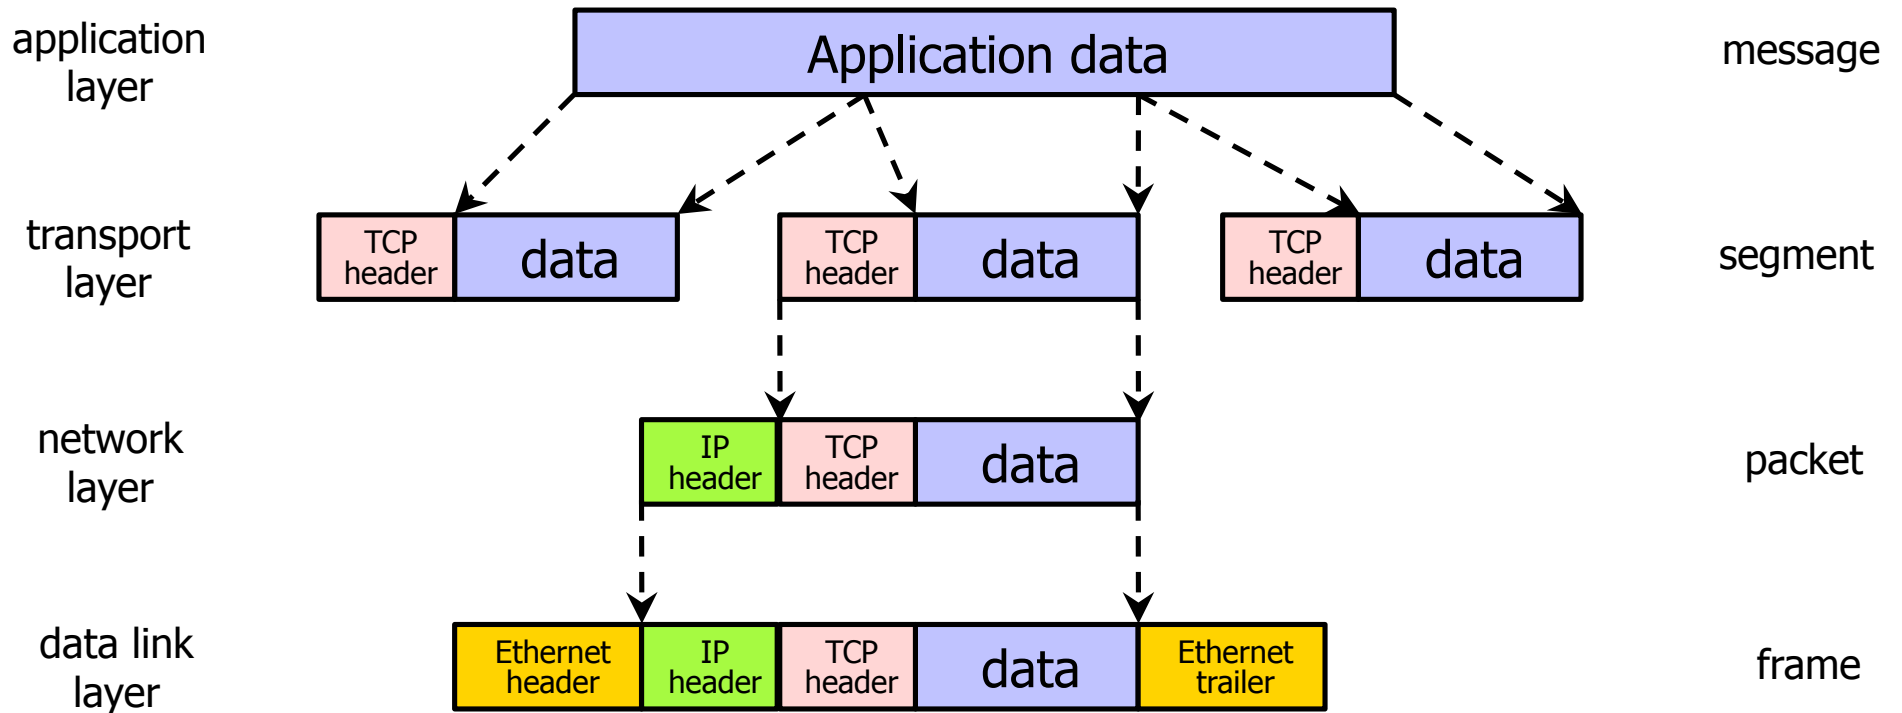 application
layer
Application data
message
transport
layer
TCP
header
data
TCP
header
data
TCP
header
data
segment
network
layer
IP
header
TCP
header
data
packet
data link
layer
Ethernet
header
IP
header
TCP
header
data
Ethernet
trailer
frame